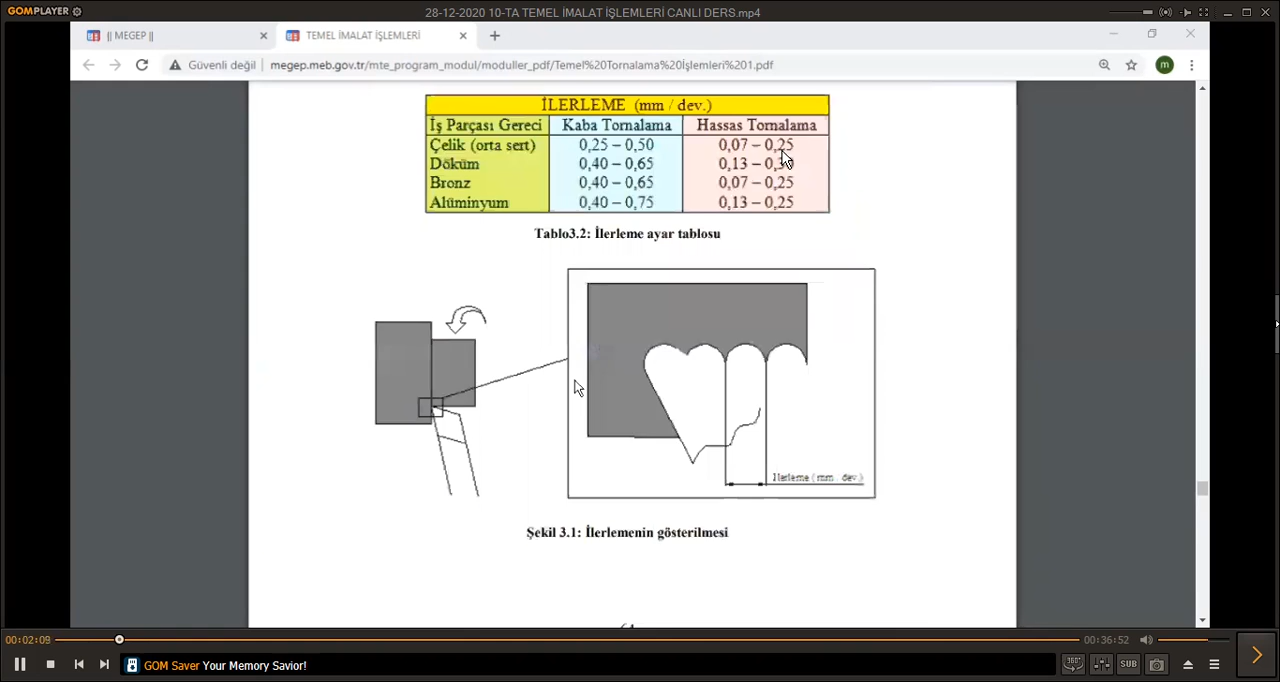 GOMPLAYER
28-12-2020 10-TA TEMEL İMALAT İŞLEMLERİ CANLI DERS.mp4
|| MEGEP ||
TEMEL İMALAT İŞLEMLERİ
Güvenli değil | megep.meb.gov.tr/mte_program_modul/moduller_pdf/Temel%20Tornalama%20İşlemleri%201.pdf
m
İLERLEME (mm / dev.)
İş Parçası Gereci Kaba Tornalama Hassas Tornalama
Çelik (orta sert) 0,25 – 0,50 0,07 – 0,25
Döküm 0,40 – 0,65 0,13 –
Bronz 0,40 – 0,65 0,07 – 0,25
Alüminyum 0,40 – 0,75 0,13 – 0,25
Tablo3.2: İlerleme ayar tablosu
İlerleme ( mm / dev.)
Şekil 3.1: İlerlemenin gösterilmesi
00:02:09
00:36:52
GOM Saver Your Memory Savior!
360°
SUB